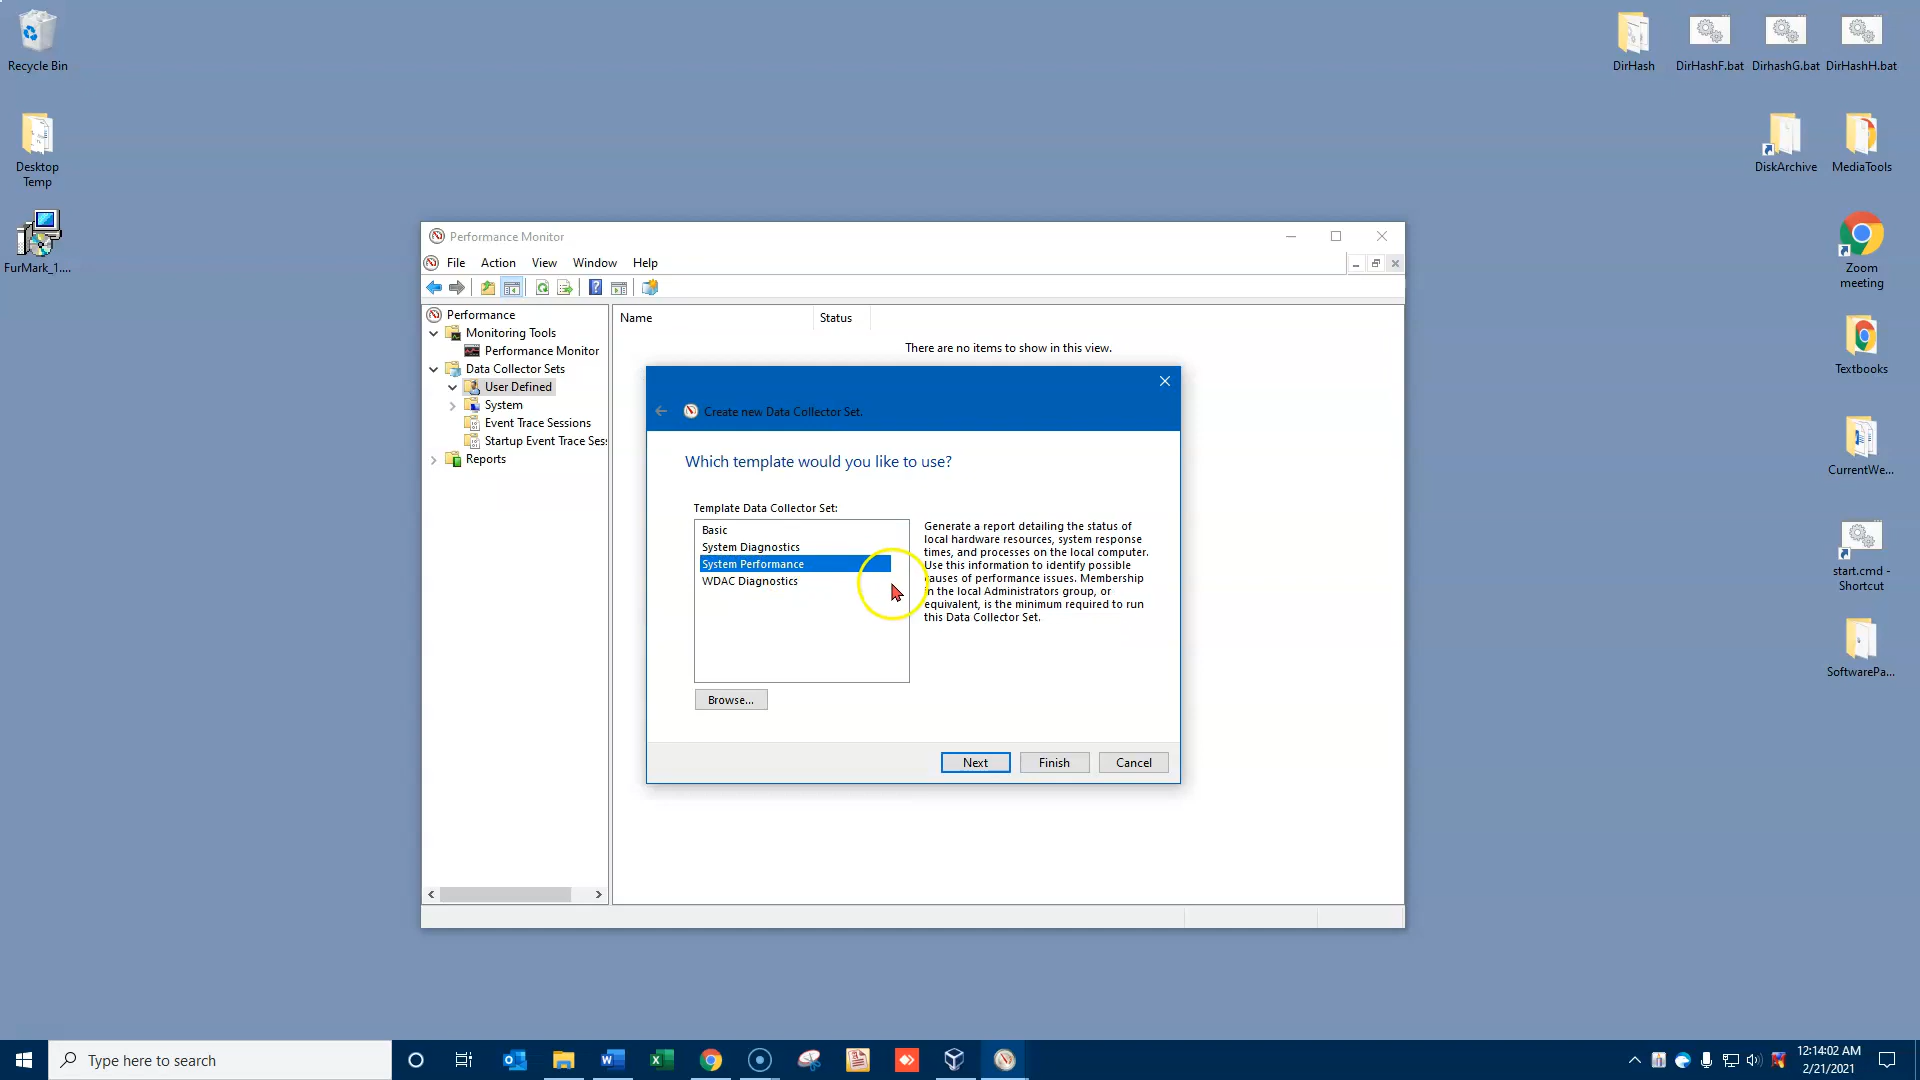 Recycle Bin
Desktop
Temp
FurMark_1....
DirHash
DirHashF.bat
DirhashG.bat
DirHashH.bat
DiskArchive
MediaTools
Zoom
meeting
Textbooks
CurrentWe...
start.cmd -
Shortcut
SoftwarePa...
Performance Monitor
File
Action
View
Window
Help
Performance
Monitoring Tools
Performance Monitor
Data Collector Sets
User Defined
System
Event Trace Sessions
Startup Event Trace Ses
Reports
Name
Status
There are no items to show in this view.
Create new Data Collector Set.
Which template would you like to use?
Template Data Collector Set:
Basic
System Diagnostics
System Performance
WDAC Diagnostics
Generate a report detailing the status of
local hardware resources, system response
times, and processes on the local computer.
Use this information to identify possible
causes of performance issues. Membership
in the local Administrators group, or
equivalent, is the minimum required to run
this Data Collector Set.
Browse...
Next
Finish
Cancel
Type here to search
12:14:02 AM
2/21/2021